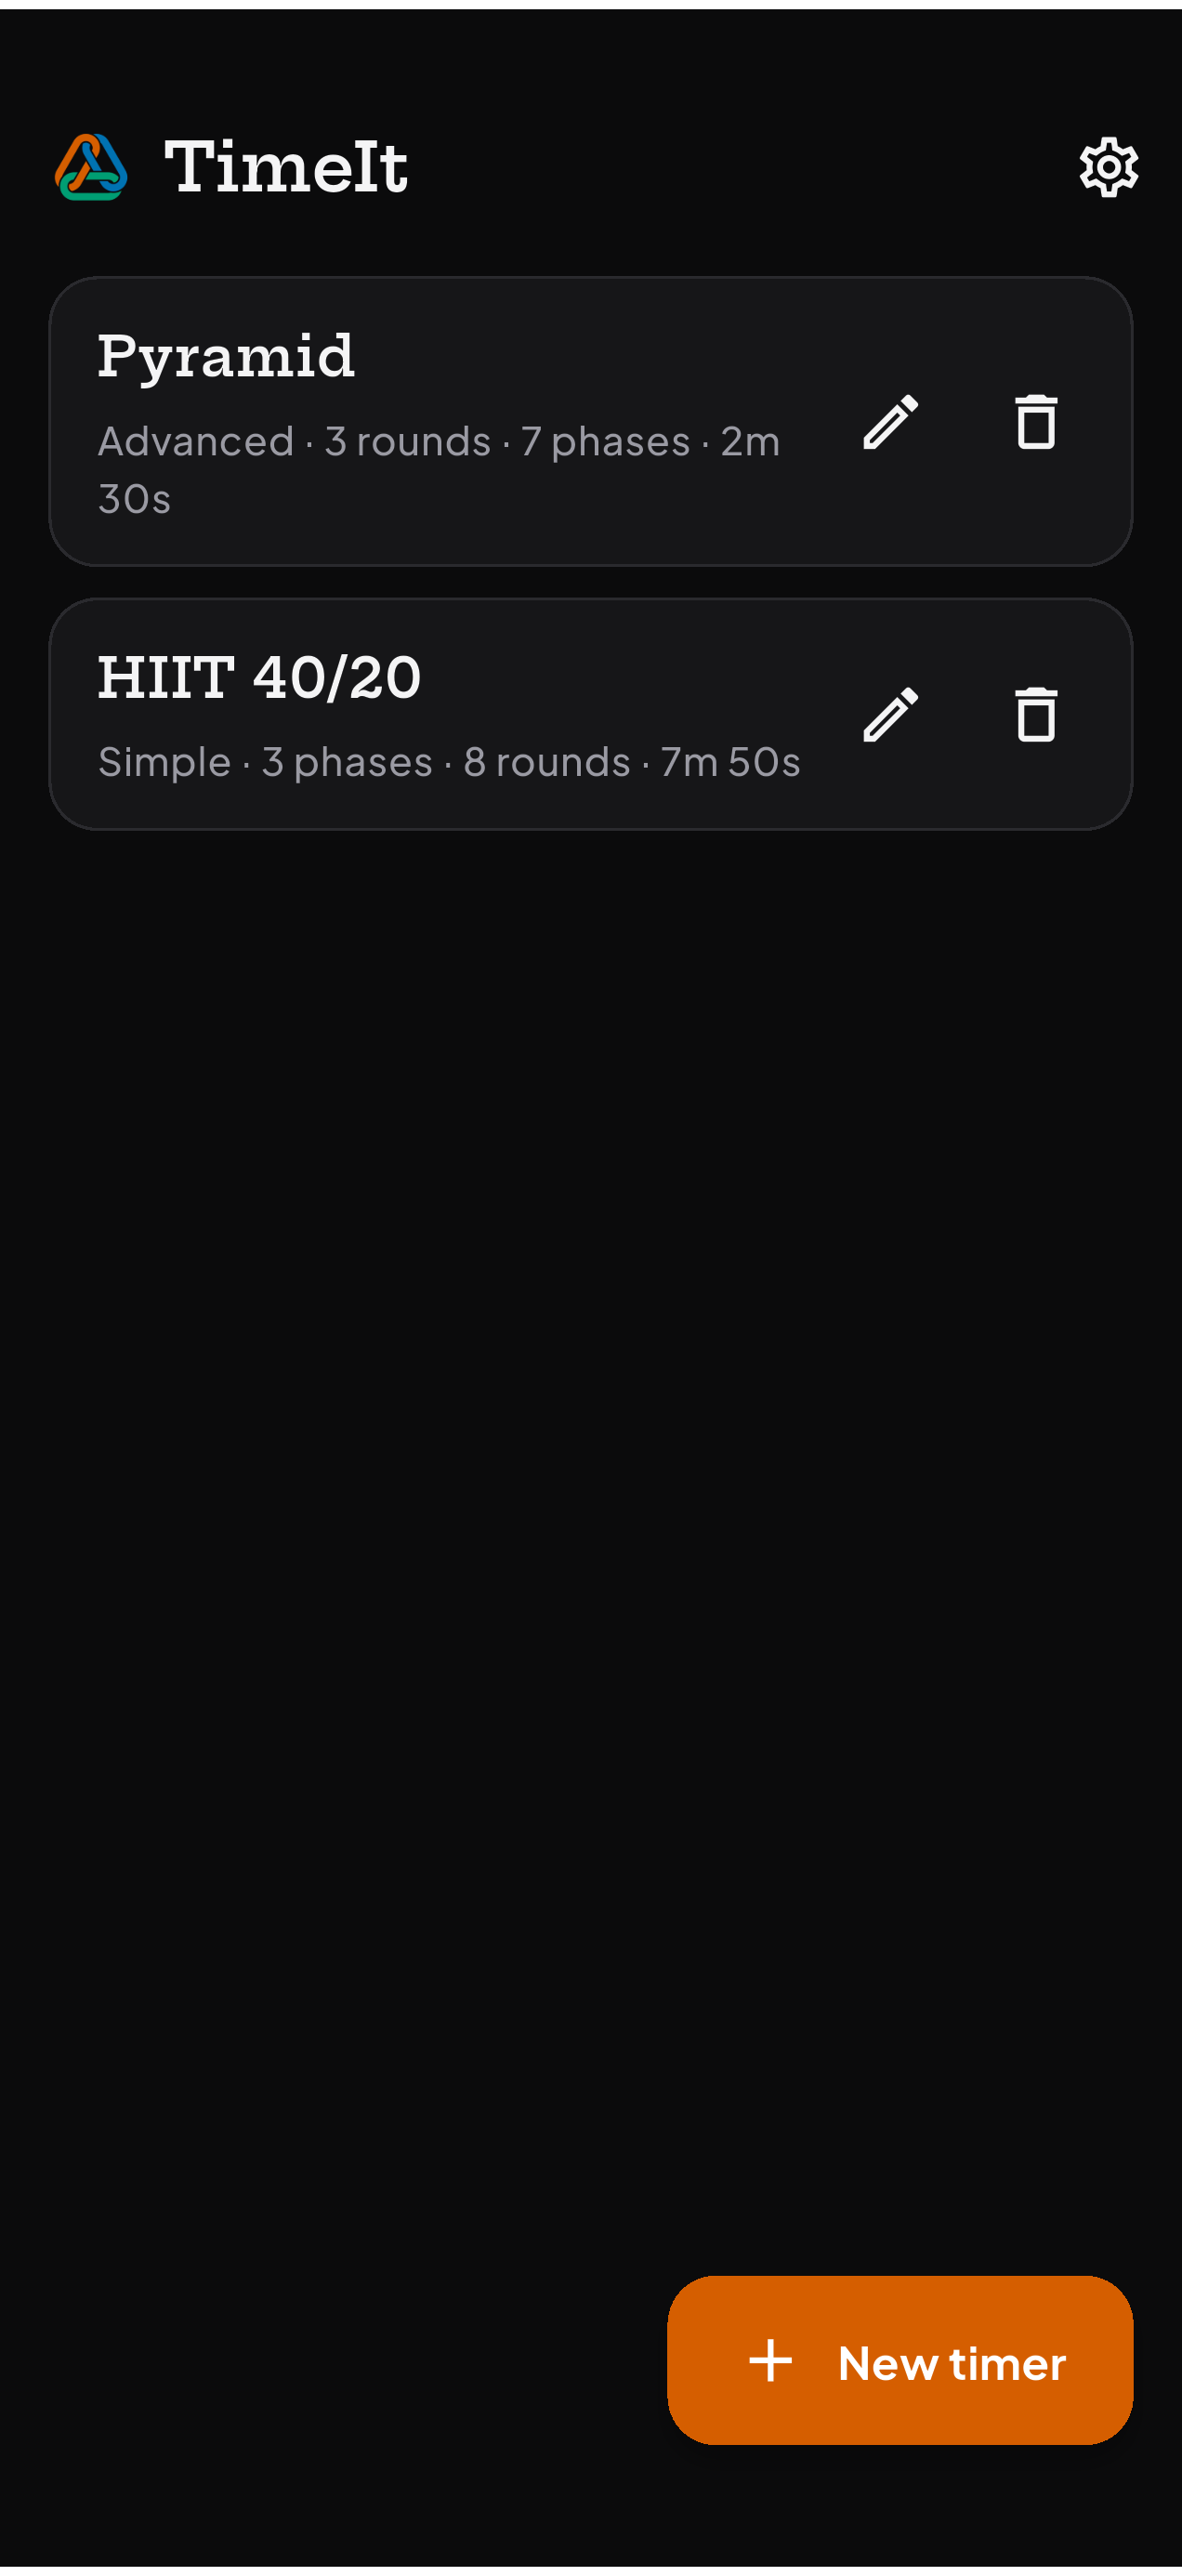 TimeIt
Pyramid
Advanced · 3 rounds · 7 phases · 2m
30s
HIIT 40/20
Simple · 3 phases · 8 rounds · 7m 50s
New timer